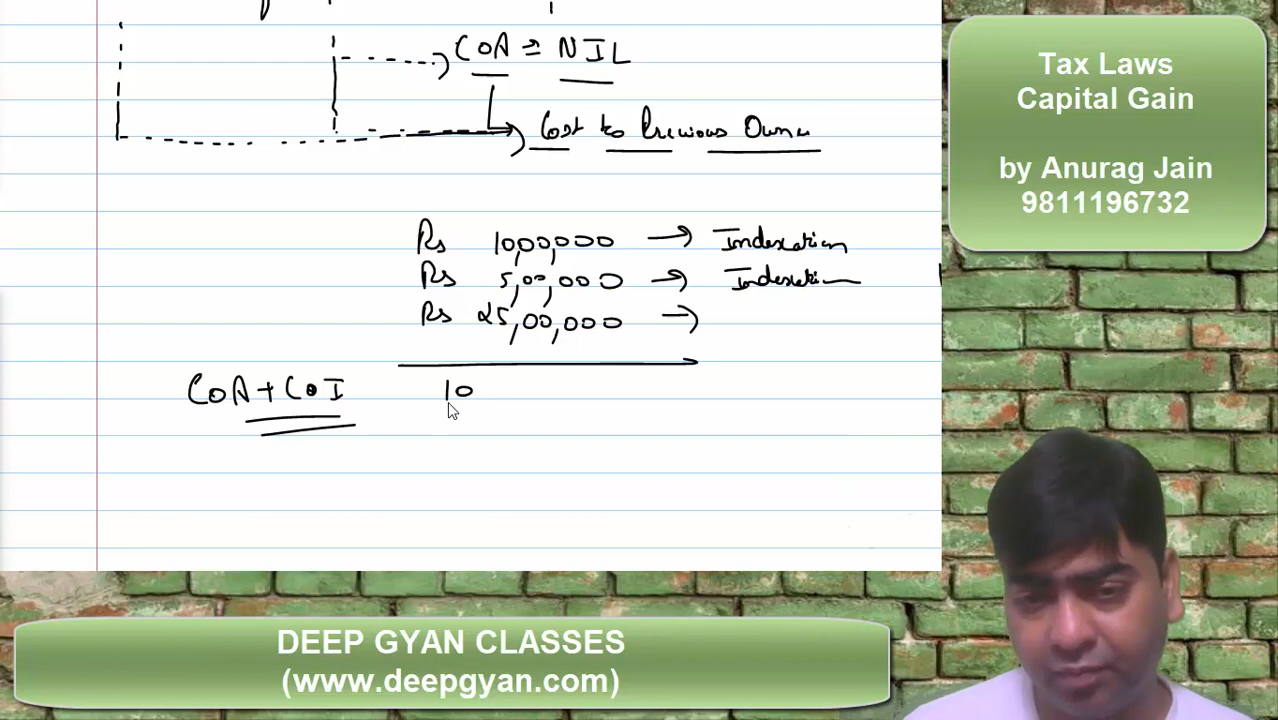 COA = NIL
Cost to Previous Owner
Rs 10,00,000 → Indexation
Rs 5,00,000 → Indexation
Rs 25,00,000 →
COA + COI 10
Tax Laws
Capital Gain
by Anurag Jain
9811196732
DEEP GYAN CLASSES
(www.deepgyan.com)